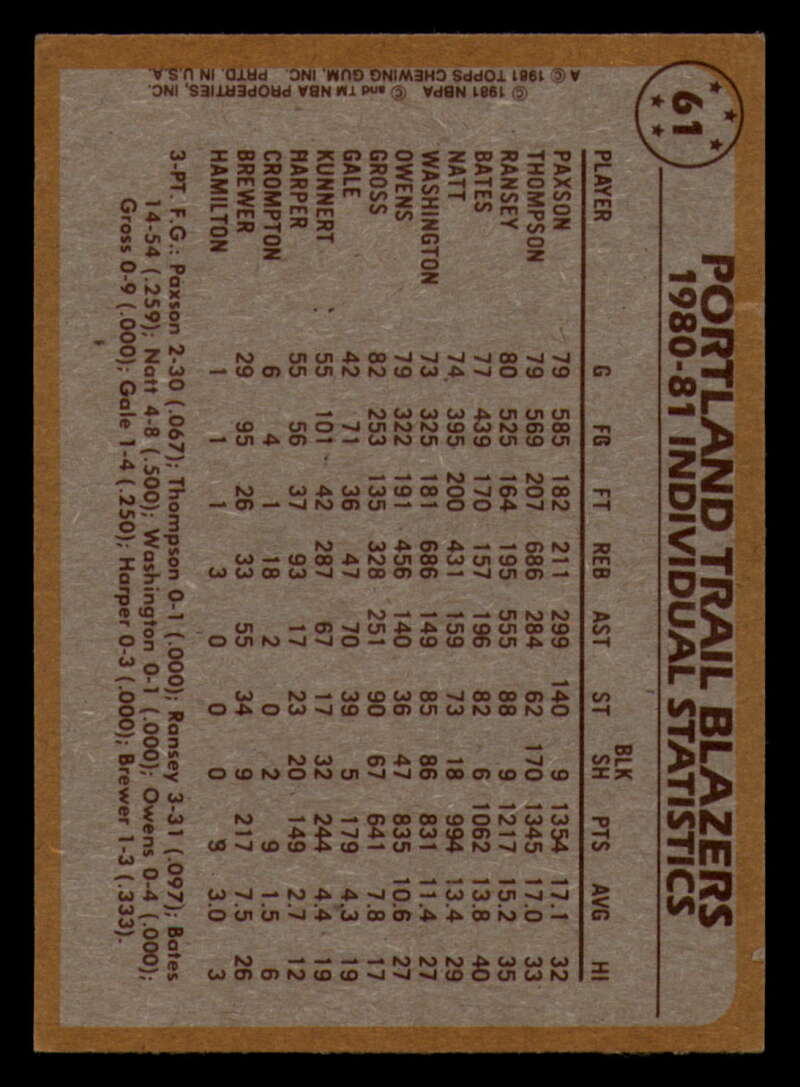 61
PORTLAND TRAIL BLAZERS
1980-81 INDIVIDUAL STATISTICS
PLAYER G FG FT REB AST ST BLK SH PTS AVG HI
PAXSON 79 585 182 211 299 140 9 1354 17.1 32
THOMPSON 79 569 207 686 284 62 170 1345 17.0 33
RANSEY 80 525 164 195 555 88 9 1217 15.2 35
BATES 77 439 170 157 196 82 6 1062 13.8 40
NATT 74 395 200 431 159 73 18 994 13.4 29
WASHINGTON 73 325 181 686 149 85 86 831 11.4 27
OWENS 79 322 191 456 140 36 47 835 10.6 27
GROSS 82 253 135 328 251 90 67 641 7.8 17
GALE 42 71 36 47 70 39 5 179 4.3 19
KUNNERT 55 101 42 287 67 17 32 244 4.4 19
HARPER 55 56 37 93 17 23 20 149 2.7 12
CROMPTON 6 4 1 18 2 0 2 9 1.5 6
BREWER 29 95 26 33 55 34 9 217 7.5 26
HAMILTON 1 1 1 3 0 0 0 3.0 3
3-PT. F.G.: Paxson 2-30 (.067); Thompson 0-1 (.000); Ransey 3-31 (.097); Bates
14-54 (.259); Natt 4-8 (.500); Washington 0-1 (.000); Owens 0-4 (.000);
Gross 0-9 (.000); Gale 1-4 (.250); Harper 0-3 (.000); Brewer 1-3 (.333).
© 1981 NBPA © and TM NBA PROPERTIES, INC.
A © 1981 TOPPS CHEWING GUM, INC. PRTD. IN U.S.A.